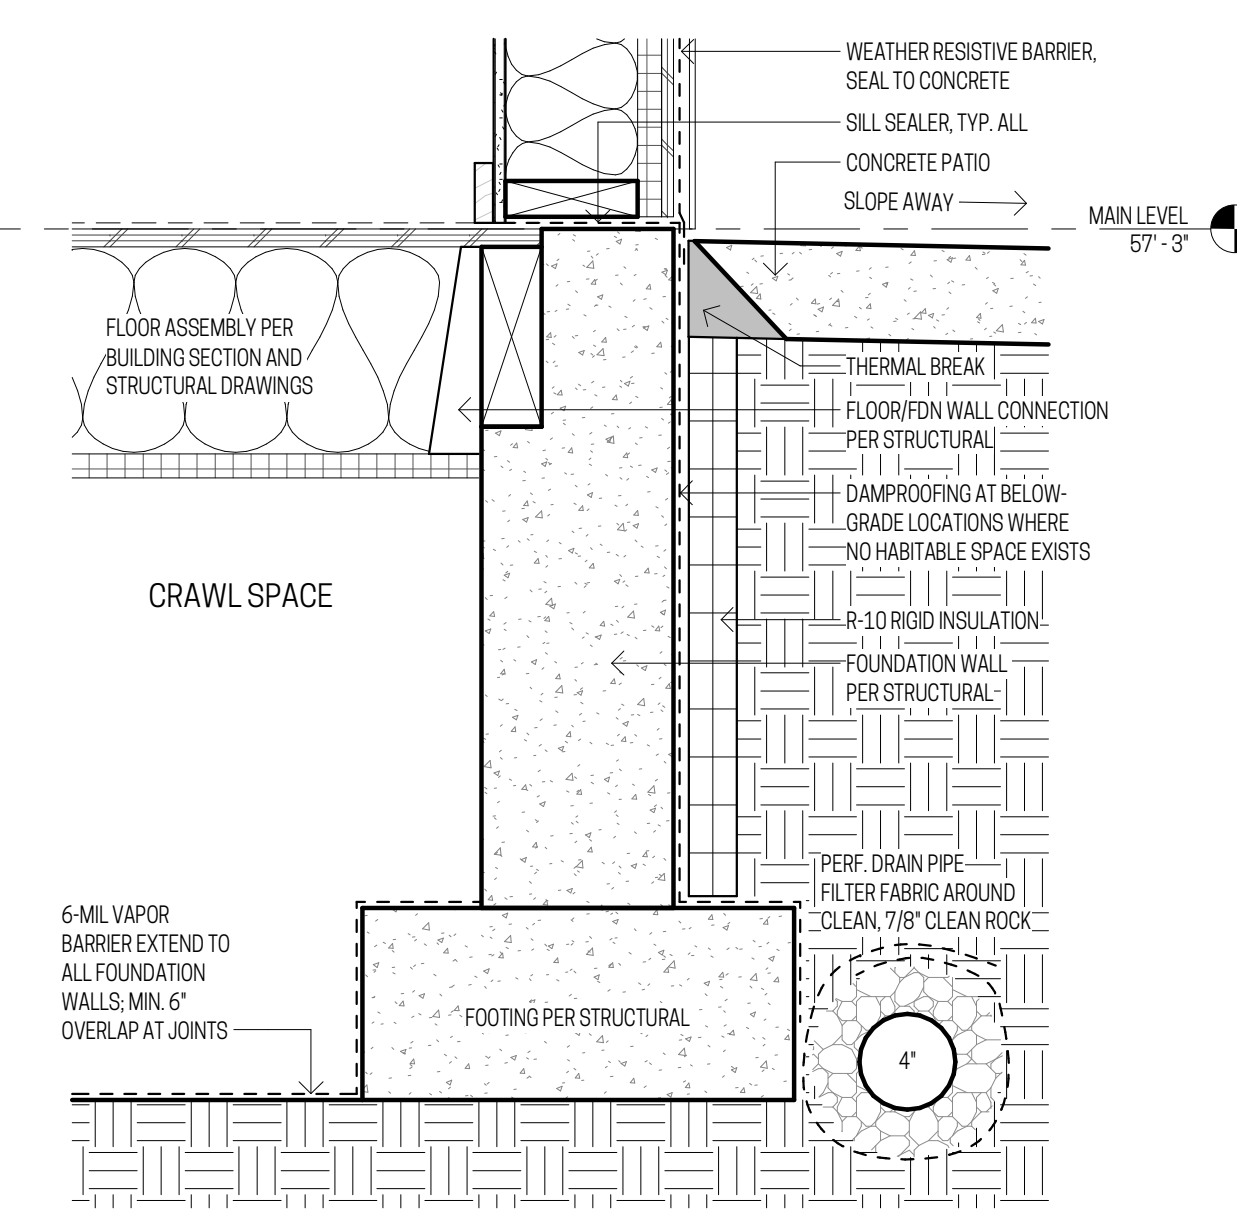 WEATHER RESISTIVE BARRIER,
SEAL TO CONCRETE
SILL SEALER, TYP. ALL
CONCRETE PATIO
SLOPE AWAY
MAIN LEVEL
57' - 3"
FLOOR ASSEMBLY PER
BUILDING SECTION AND
STRUCTURAL DRAWINGS
THERMAL BREAK
FLOOR/FDN WALL CONNECTION
PER STRUCTURAL
DAMPROOFING AT BELOW-
GRADE LOCATIONS WHERE
NO HABITABLE SPACE EXISTS
CRAWL SPACE
R-10 RIGID INSULATION
FOUNDATION WALL
PER STRUCTURAL
PERF. DRAIN PIPE
FILTER FABRIC AROUND
CLEAN, 7/8" CLEAN ROCK
6-MIL VAPOR
BARRIER EXTEND TO
ALL FOUNDATION
WALLS; MIN. 6"
OVERLAP AT JOINTS
FOOTING PER STRUCTURAL
4"